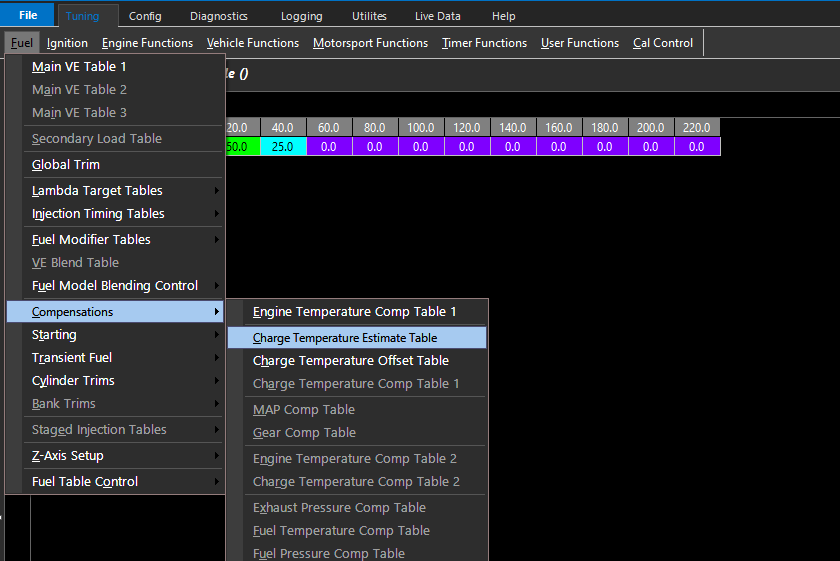 File Tuning Config Diagnostics Logging Utilites Live Data Help
Fuel Ignition Engine Functions Vehicle Functions Motorsport Functions Timer Functions User Functions Cal Control
Main VE Table 1
le ()
Main VE Table 2
Main VE Table 3
20.0 40.0 60.0 80.0 100.0 120.0 140.0 160.0 180.0 200.0 220.0
Secondary Load Table
50.0 25.0 0.0 0.0 0.0 0.0 0.0 0.0 0.0 0.0 0.0
Global Trim
Lambda Target Tables
Injection Timing Tables
Fuel Modifier Tables
VE Blend Table
Fuel Model Blending Control
Compensations
Starting
Transient Fuel
Cylinder Trims
Bank Trims
Staged Injection Tables
Z-Axis Setup
Fuel Table Control
Engine Temperature Comp Table 1
Charge Temperature Estimate Table
Charge Temperature Offset Table
Charge Temperature Comp Table 1
MAP Comp Table
Gear Comp Table
Engine Temperature Comp Table 2
Charge Temperature Comp Table 2
Exhaust Pressure Comp Table
Fuel Temperature Comp Table
Fuel Pressure Comp Table